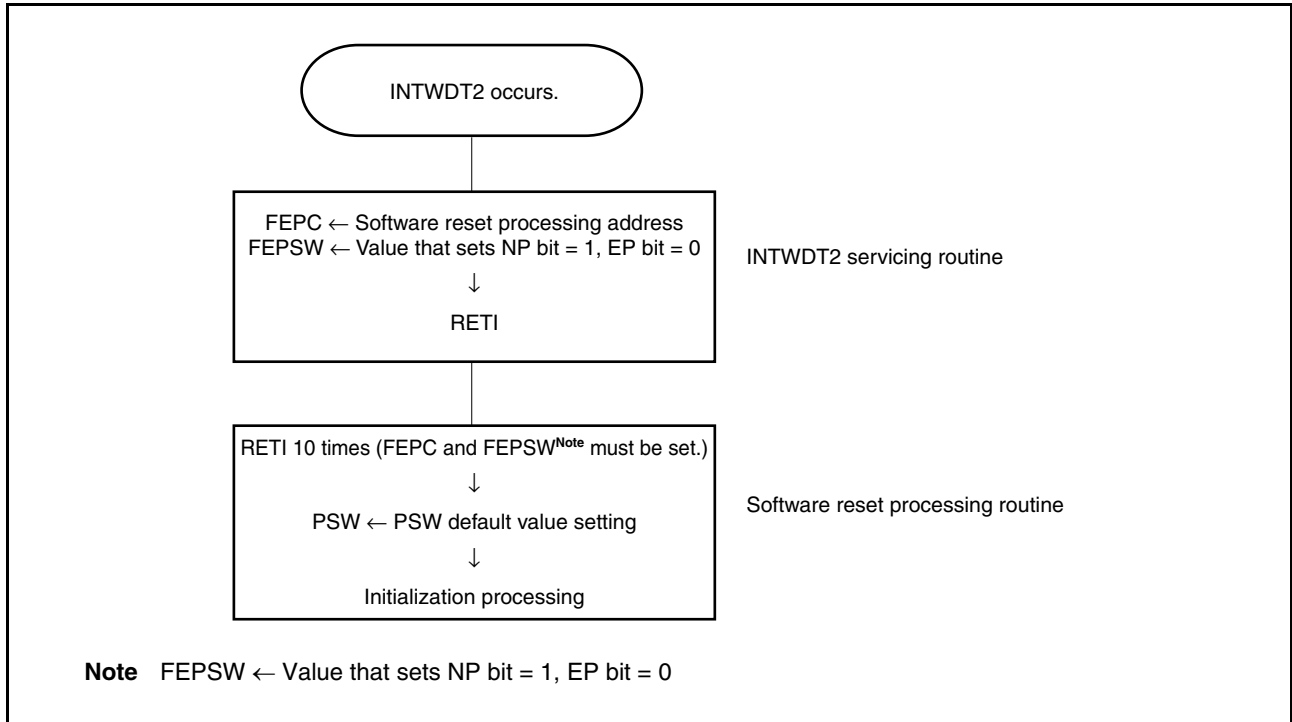 INTWDT2 occurs.
FEPC ← Software reset processing address
FEPSW ← Value that sets NP bit = 1, EP bit = 0
↓
RETI
INTWDT2 servicing routine
RETI 10 times (FEPC and FEPSWNote must be set.)
↓
PSW ← PSW default value setting
↓
Initialization processing
Software reset processing routine
Note FEPSW ← Value that sets NP bit = 1, EP bit = 0